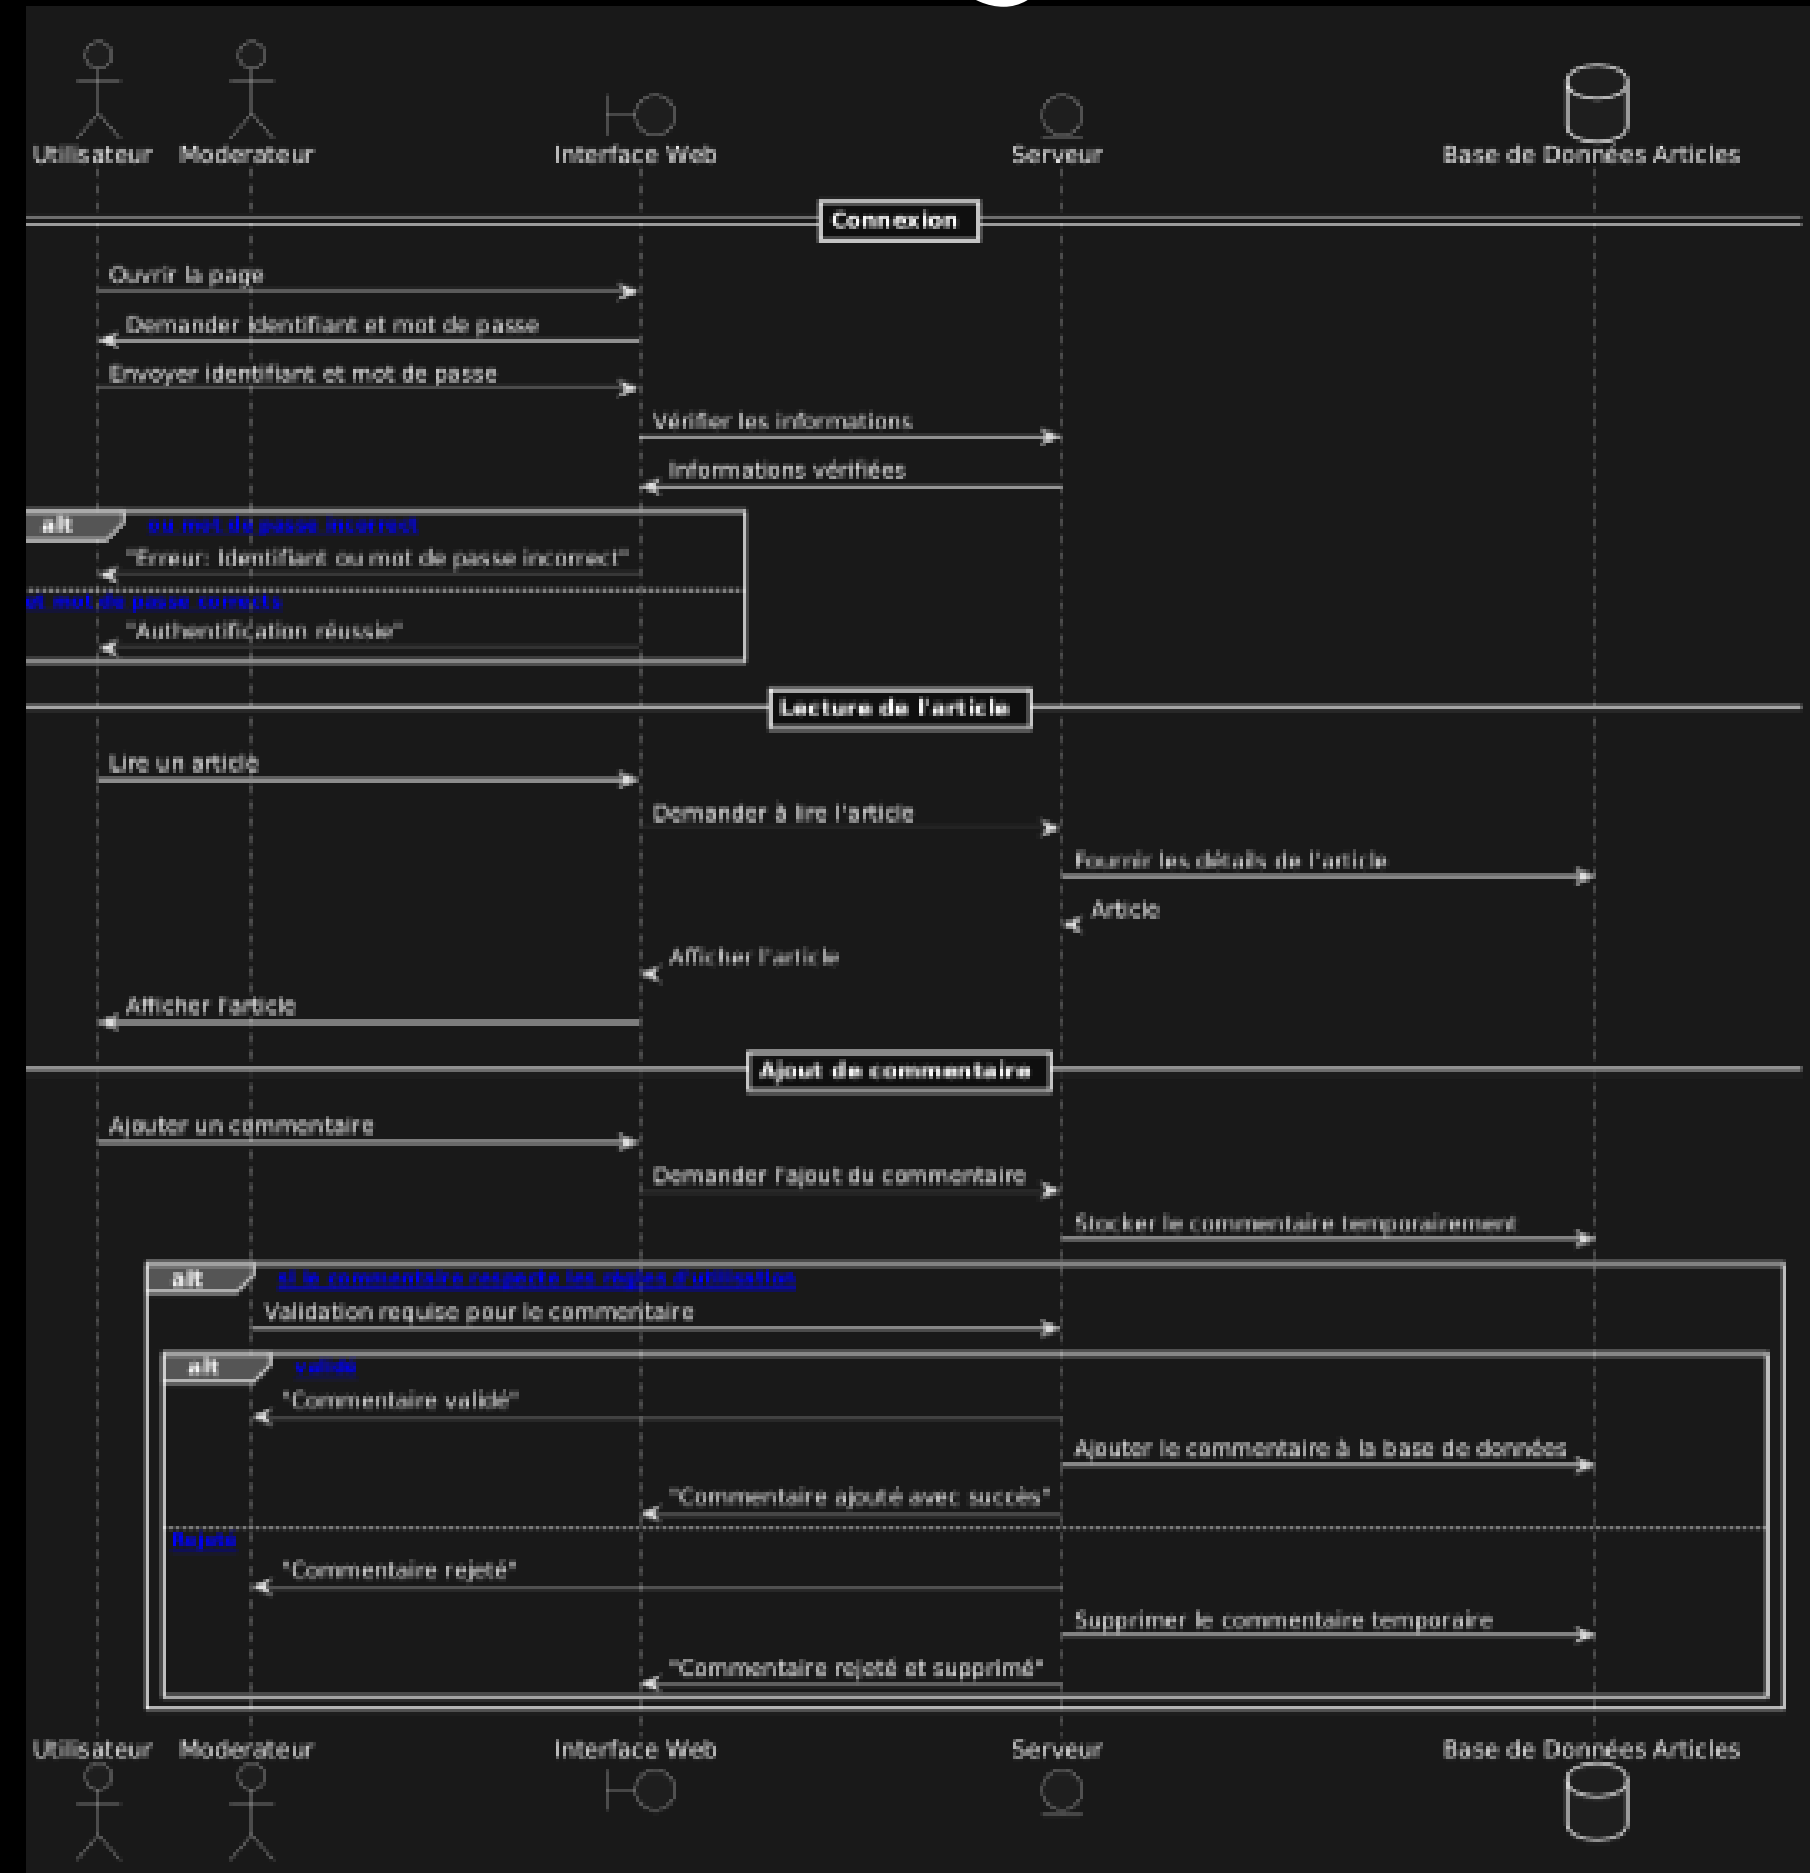 Utilisateur Moderateur Interface Web Serveur Base de Données Articles
Connexion
Ouvrir la page
Demander identifiant et mot de passe
Envoyer identifiant et mot de passe
Vérifier les informations
Informations vérifiées
alt ou mot de passe incorrect
"Erreur: Identifiant ou mot de passe incorrect"
et mot de passe corrects
"Authentification réussie"
Lecture de l'article
Lire un article
Demander à lire l'article
Fournir les détails de l'article
Article
Afficher l'article
Afficher l'article
Ajout de commentaire
Ajouter un commentaire
Demander l'ajout du commentaire
Stocker le commentaire temporairement
alt si le commentaire respecte les règles d'utilisation
Validation requise pour le commentaire
alt validé
"Commentaire validé"
Ajouter le commentaire à la base de données
"Commentaire ajouté avec succès"
Rejeté
"Commentaire rejeté"
Supprimer le commentaire temporaire
"Commentaire rejeté et supprimé"
Utilisateur Moderateur Interface Web Serveur Base de Données Articles